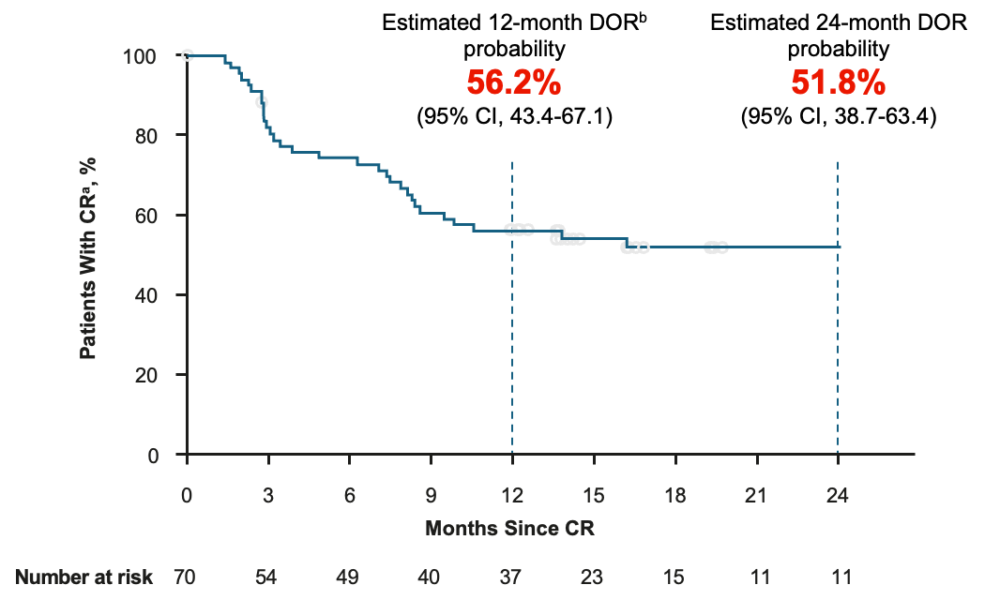 Estimated 12-month DORᵇ
probability
56.2%
(95% CI, 43.4-67.1)
Estimated 24-month DOR
probability
51.8%
(95% CI, 38.7-63.4)
Patients With CRᵃ, %
100
80
60
40
20
0
0 3 6 9 12 15 18 21 24
Months Since CR
Number at risk 70 54 49 40 37 23 15 11 11